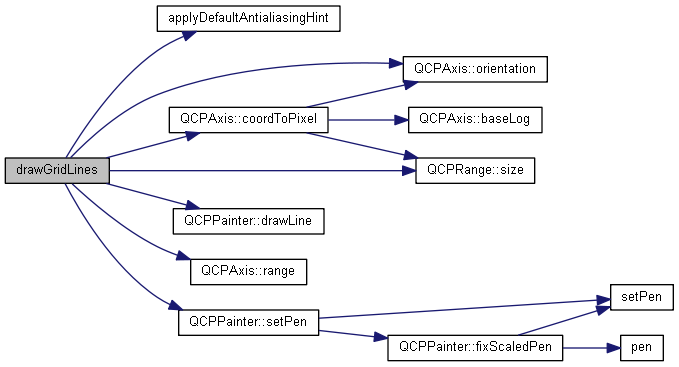 applyDefaultAntialiasingHint
QCPAxis::orientation
QCPAxis::coordToPixel
QCPAxis::baseLog
drawGridLines
QCPRange::size
QCPPainter::drawLine
QCPAxis::range
setPen
QCPPainter::setPen
QCPPainter::fixScaledPen
pen